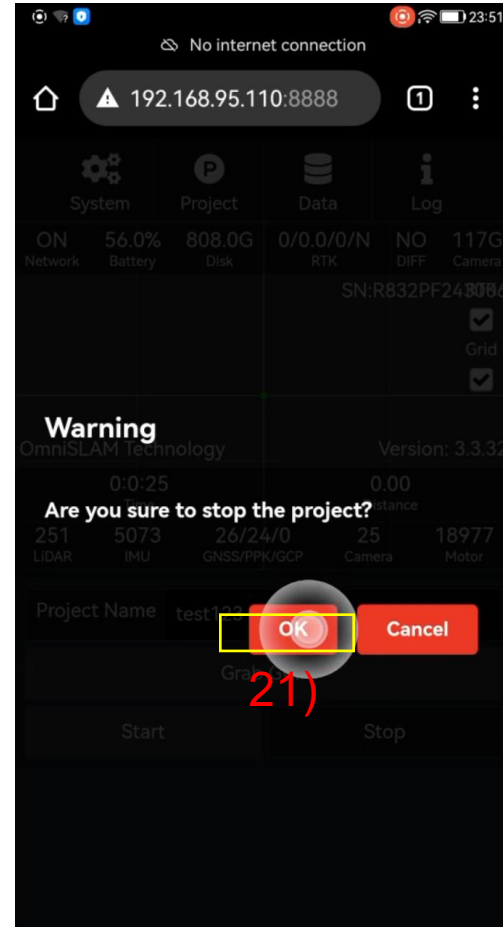 23:51
No internet connection
192.168.95.110:8888
1
System Project Data Log
ON 56.0% 808.0G 0/0.0/0/N NO 117G
Network Battery Disk RTK DIFF Camera
SN:R832PF24
Grid
Warning
OmniSLAM Technology Version: 3.3.32
0:0:25 0.00
Are you sure to stop the project?
251 5073 26/24/0 25 18977
LiDAR IMU GNSS/PPK/GCP Camera Motor
Project Name test123
OK Cancel
Grab
21)
Start Stop